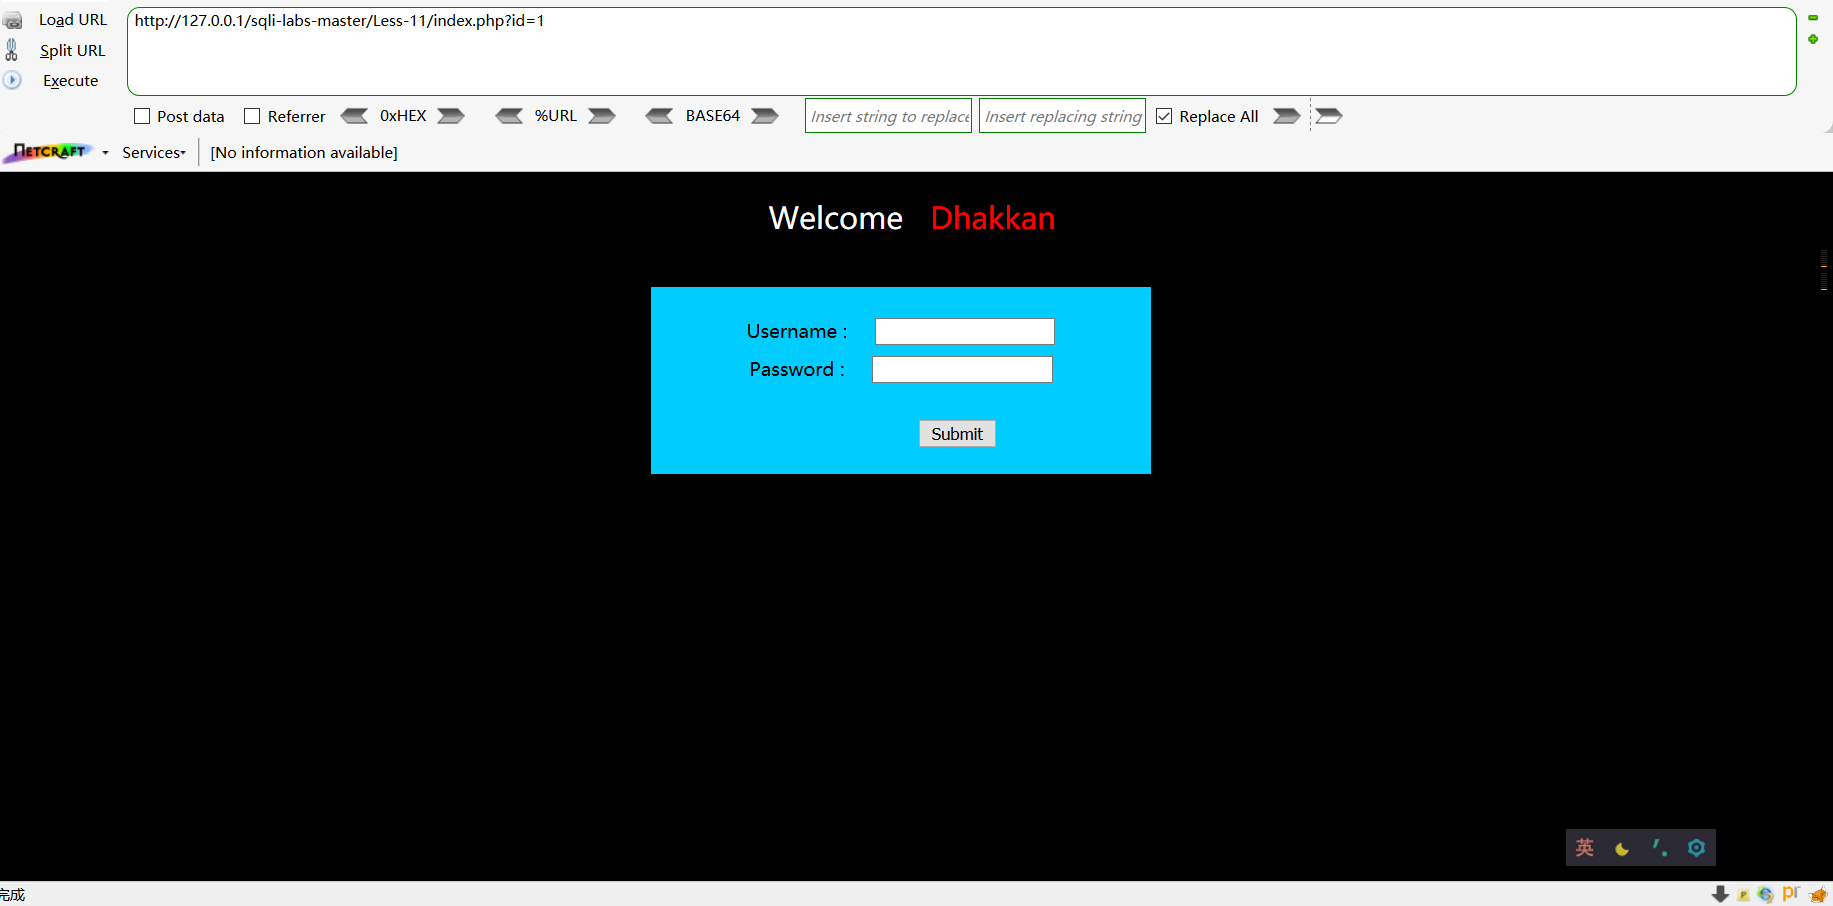 Load URL
http://127.0.0.1/sqli-labs-master/Less-11/index.php?id=1
Split URL
Execute
Post data Referrer 0xHEX %URL BASE64 Insert string to replace Insert replacing string Replace All
NETCRAFT Services [No information available]
Welcome Dhakkan
Username :
Password :
Submit
英
完成
P S pr